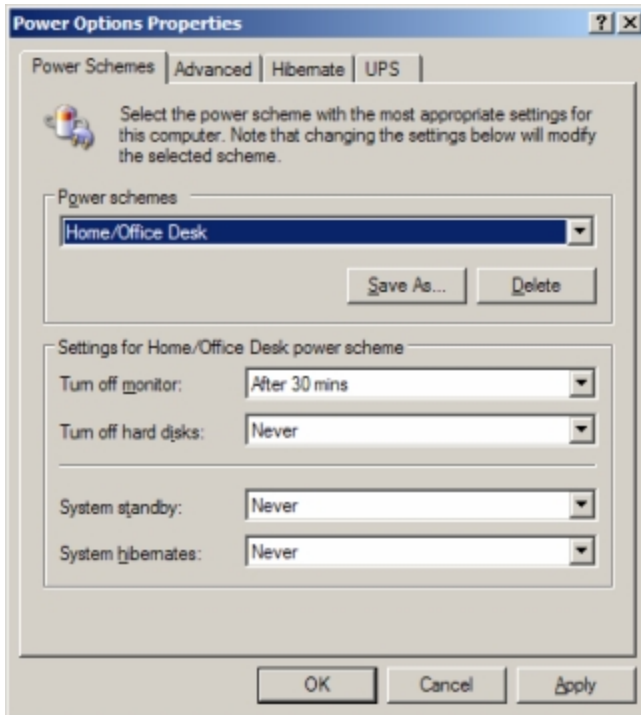 Power Options Properties
Power Schemes Advanced Hibernate UPS
Select the power scheme with the most appropriate settings for
this computer. Note that changing the settings below will modify
the selected scheme.
Power schemes
Home/Office Desk
Save As... Delete
Settings for Home/Office Desk power scheme
Turn off monitor: After 30 mins
Turn off hard disks: Never
System standby: Never
System hibernates: Never
OK Cancel Apply